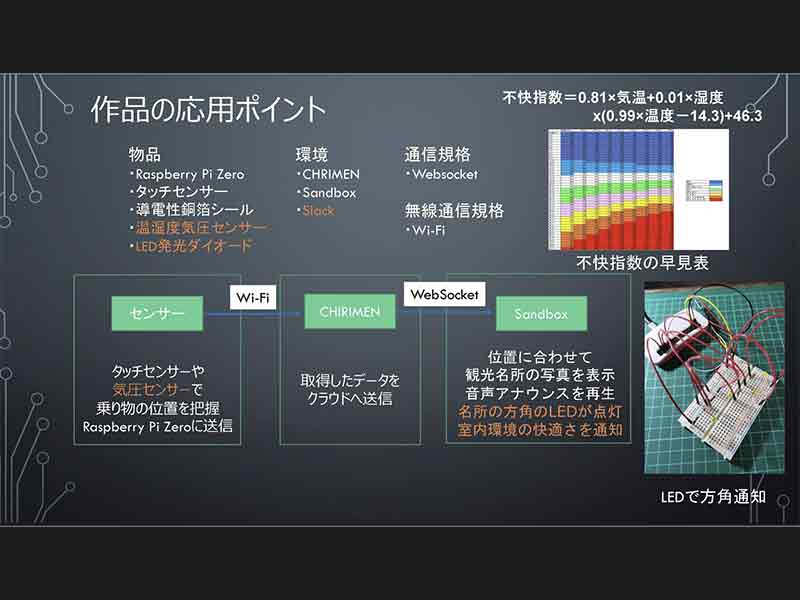 作品の応用ポイント
不快指数＝0.81×気温+0.01×湿度
x(0.99×温度－14.3)+46.3
物品
・Raspberry Pi Zero
・タッチセンサー
・導電性銅箔シール
・温湿度気圧センサー
・LED発光ダイオード
環境
・CHIRIMEN
・Sandbox
・Slack
通信規格
・Websocket
無線通信規格
・Wi-Fi
不快指数の早見表
センサー
Wi-Fi
CHIRIMEN
WebSocket
Sandbox
タッチセンサーや
気圧センサーで
乗り物の位置を把握
Raspberry Pi Zeroに送信
取得したデータを
クラウドへ送信
位置に合わせて
観光名所の写真を表示
音声アナウンスを再生
名所の方角のLEDが点灯
室内環境の快適さを通知
LEDで方角通知